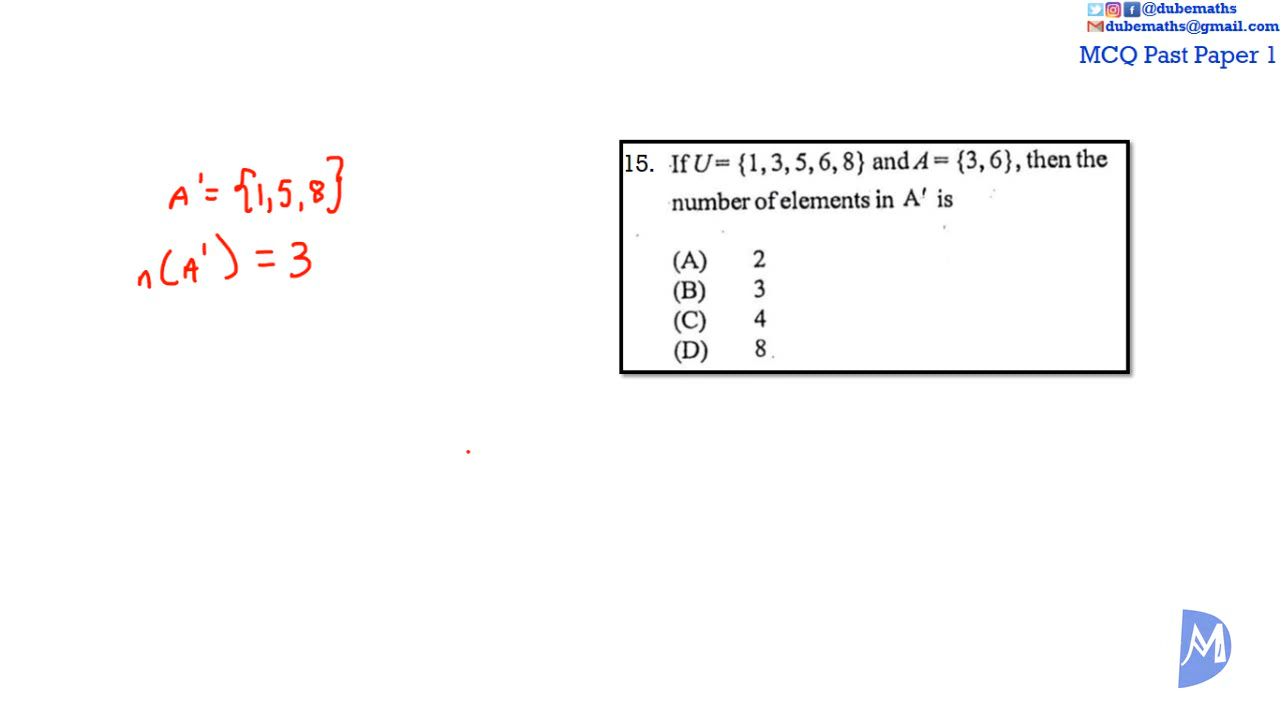 @dubemaths
dubemaths@gmail.com
MCQ Past Paper 1
A' = {1, 5, 8}
n(A') = 3
15. If U = {1, 3, 5, 6, 8} and A = {3, 6}, then the
number of elements in A′ is
(A) 2
(B) 3
(C) 4
(D) 8
DM